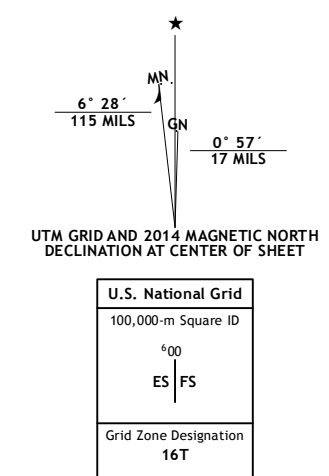 ★
MN.
6° 28´
115 MILS
GN
0° 57´
17 MILS
UTM GRID AND 2014 MAGNETIC NORTH
DECLINATION AT CENTER OF SHEET
U.S. National Grid
100,000-m Square ID
⁶00
ES FS
Grid Zone Designation
16T